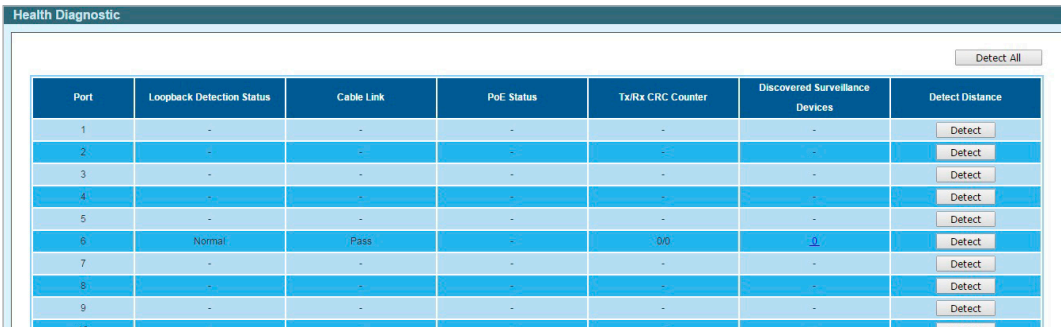 Health Diagnostic
Detect All
Port Loopback Detection Status Cable Link PoE Status Tx/Rx CRC Counter Discovered Surveillance Devices Detect Distance
1 - - - - - Detect
2 - - - - - Detect
3 - - - - - Detect
4 - - - - - Detect
5 - - - - - Detect
6 Normal Pass - 0/0 0 Detect
7 - - - - - Detect
8 - - - - - Detect
9 - - - - - Detect